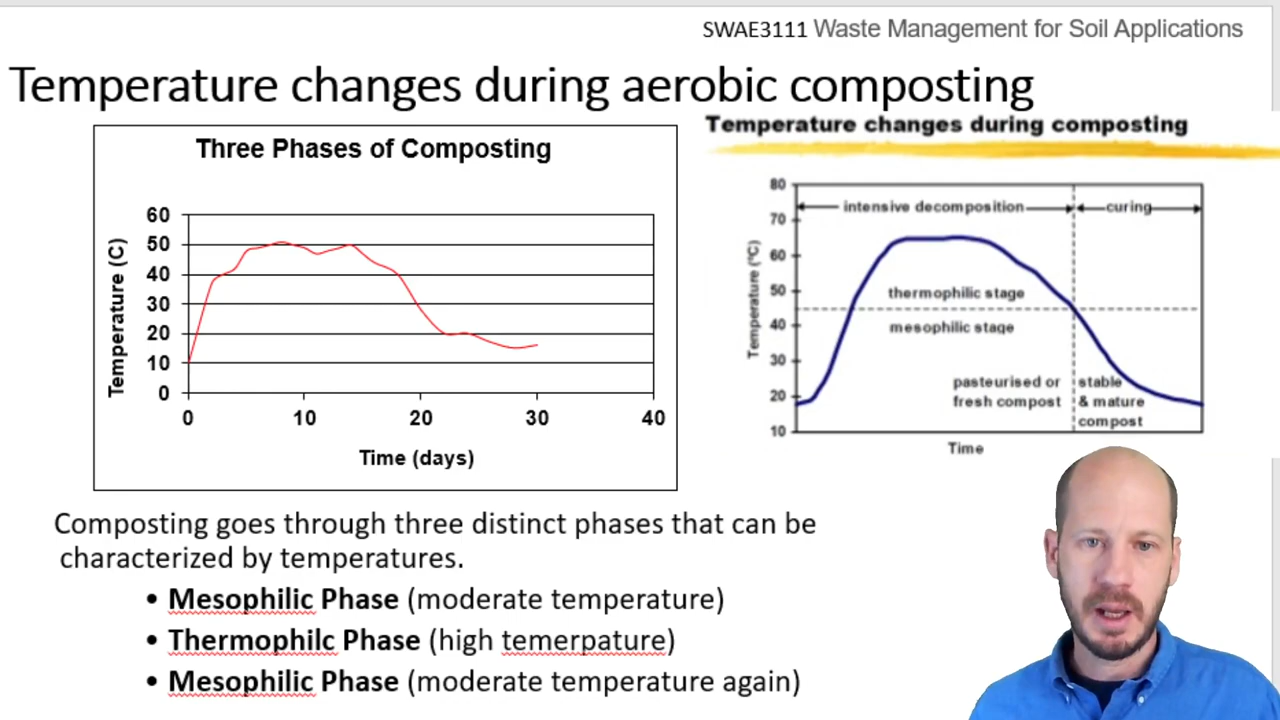 SWAE3111 Waste Management for Soil Applications
Temperature changes during aerobic composting
Three Phases of Composting
60
50
40
30
20
10
0
0 10 20 30 40
Temperature (C)
Time (days)
Temperature changes during composting
80
70
60
50
40
30
20
10
Temperature (°C)
intensive decomposition
curing
thermophilic stage
mesophilic stage
pasteurised or
fresh compost
stable
& mature
compost
Time
Composting goes through three distinct phases that can be
characterized by temperatures.
• Mesophilic Phase (moderate temperature)
• Thermophilc Phase (high temerpature)
• Mesophilic Phase (moderate temperature again)